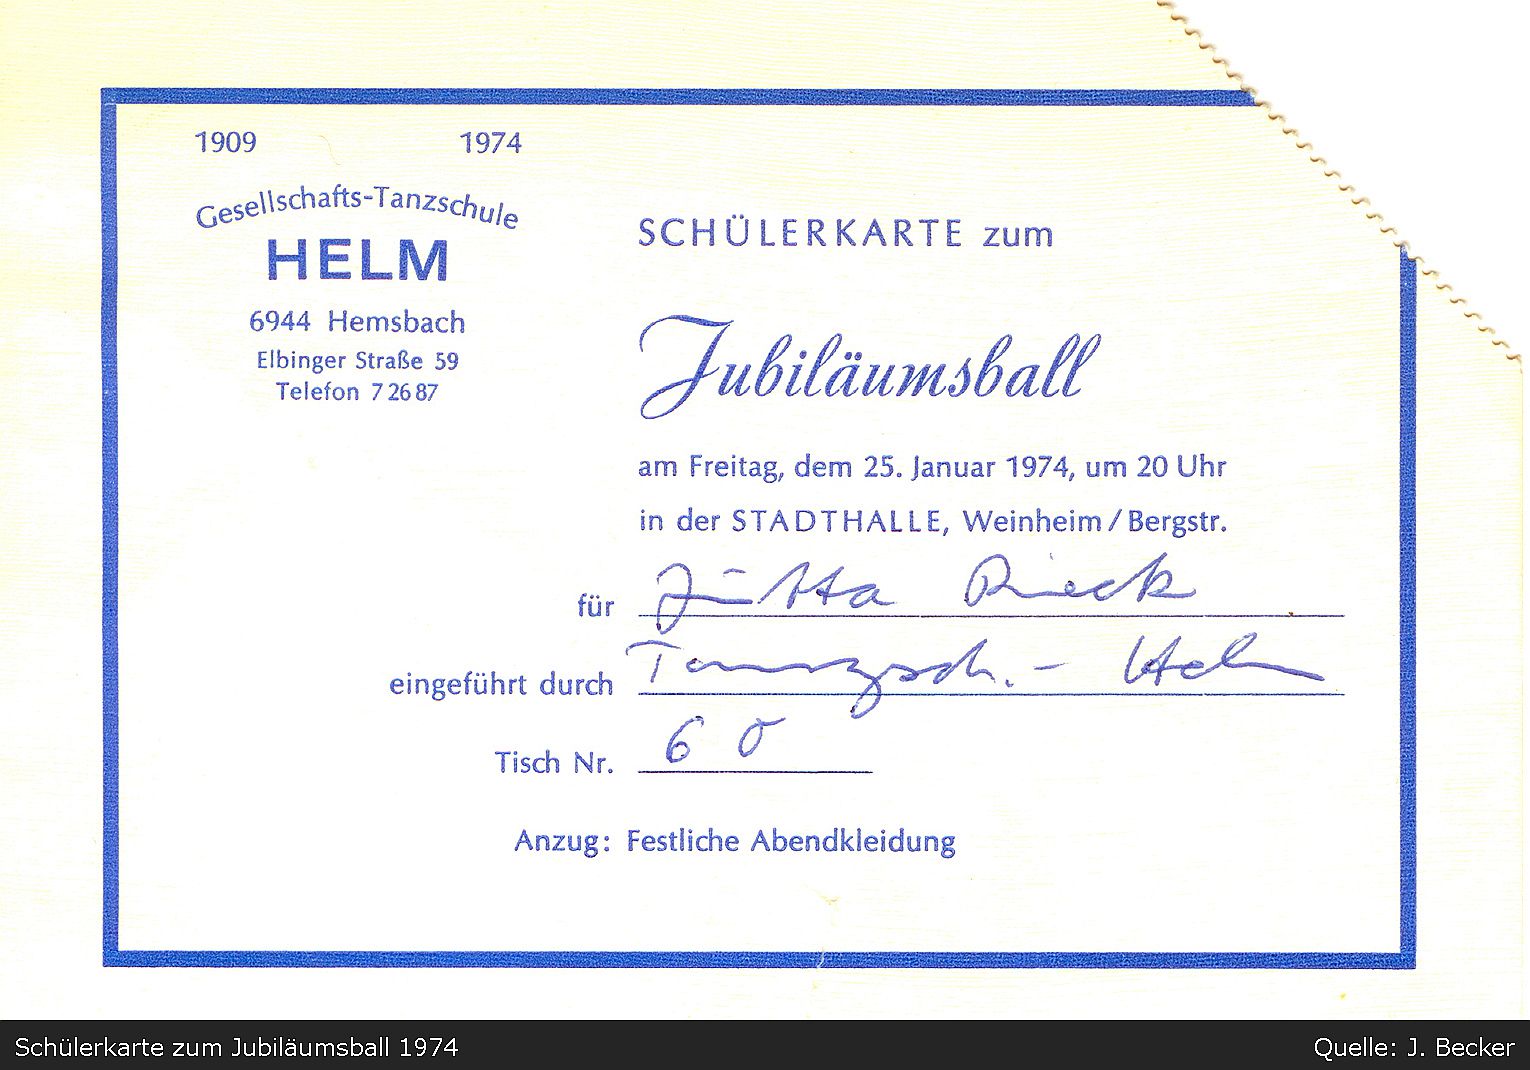 1909 1974
Gesellschafts-Tanzschule
HELM
6944 Hemsbach
Elbinger Straße 59
Telefon 7 26 87
SCHÜLERKARTE zum
Jubiläumsball
am Freitag, dem 25. Januar 1974, um 20 Uhr
in der STADTHALLE, Weinheim / Bergstr.
für Jutta Rieck
eingeführt durch Tanzsch. - Helm
Tisch Nr. 60
Anzug: Festliche Abendkleidung
Schülerkarte zum Jubiläumsball 1974
Quelle: J. Becker